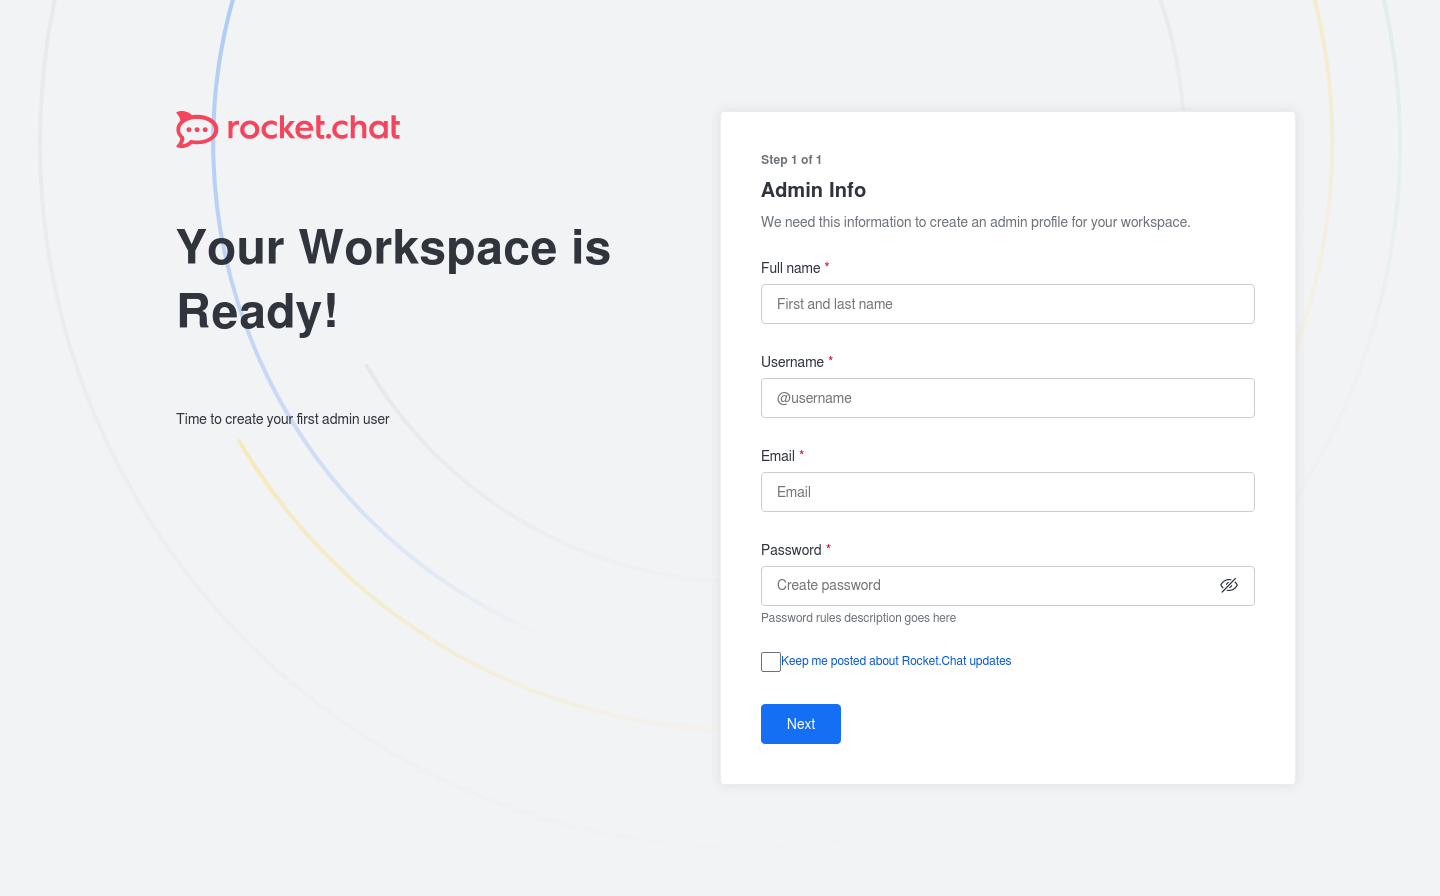 rocket.chat
Your Workspace is
Ready!
Time to create your first admin user
Step 1 of 1
Admin Info
We need this information to create an admin profile for your workspace.
Full name *
First and last name
Username *
@username
Email *
Email
Password *
Create password
Password rules description goes here
Keep me posted about Rocket.Chat updates
Next